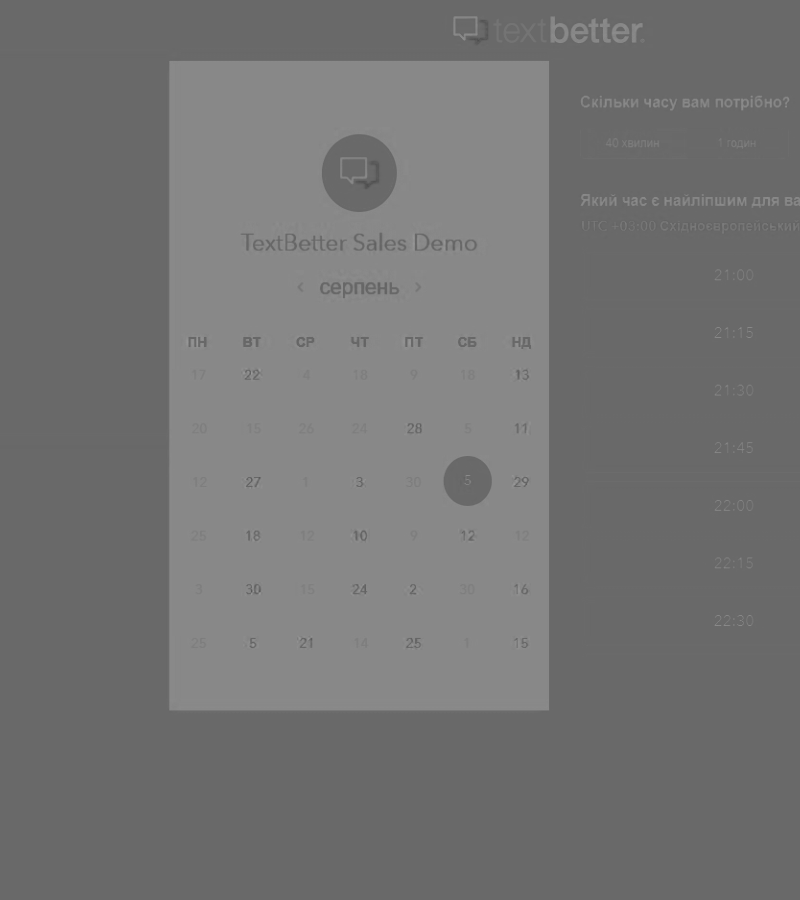 textbetter.
TextBetter Sales Demo
‹ серпень ›
ПН ВТ СР ЧТ ПТ СБ НД
17 22 4 18 9 18 13
20 15 26 24 28 5 11
12 27 1 3 30 5 29
25 18 12 10 9 12 12
3 30 15 24 2 30 16
25 5 21 14 25 1 15
Скільки часу вам потрібно?
40 хвилин 1 годин
Який час є найліпшим для ва
UTC +03:00 Східноєвропейський
21:00
21:15
21:30
21:45
22:00
22:15
22:30